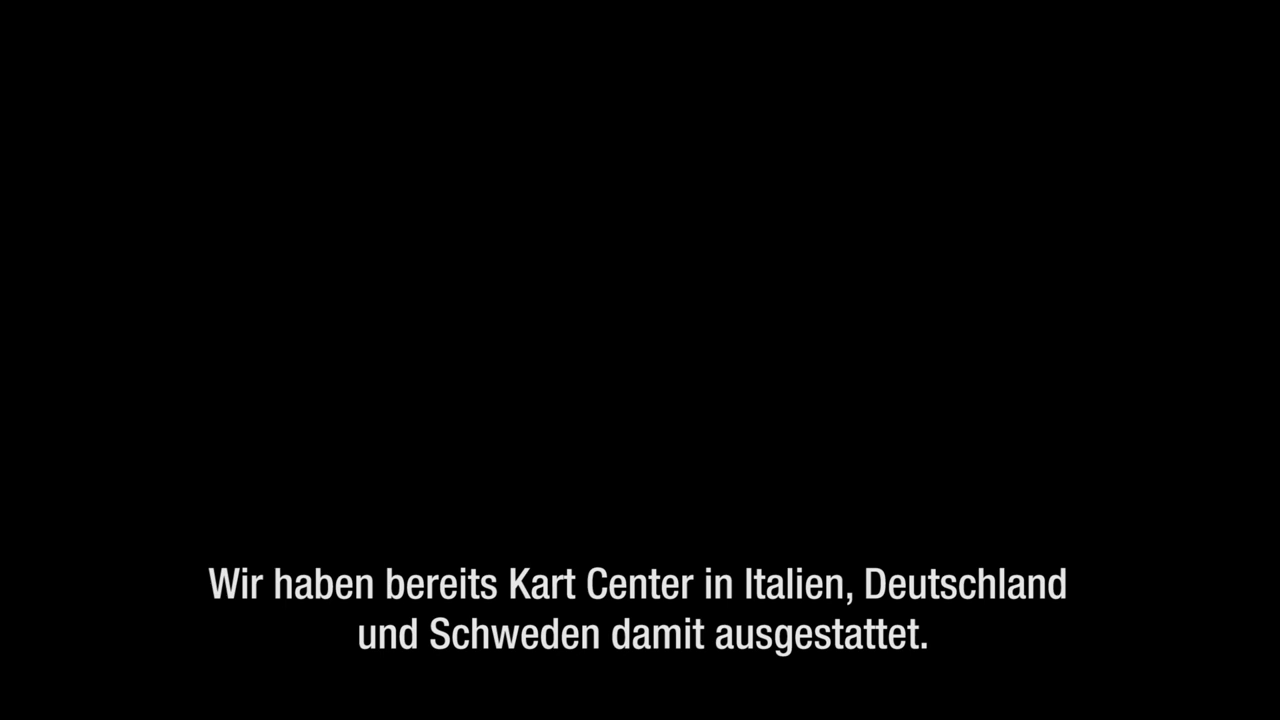 Wir haben bereits Kart Center in Italien, Deutschland
und Schweden damit ausgestattet.